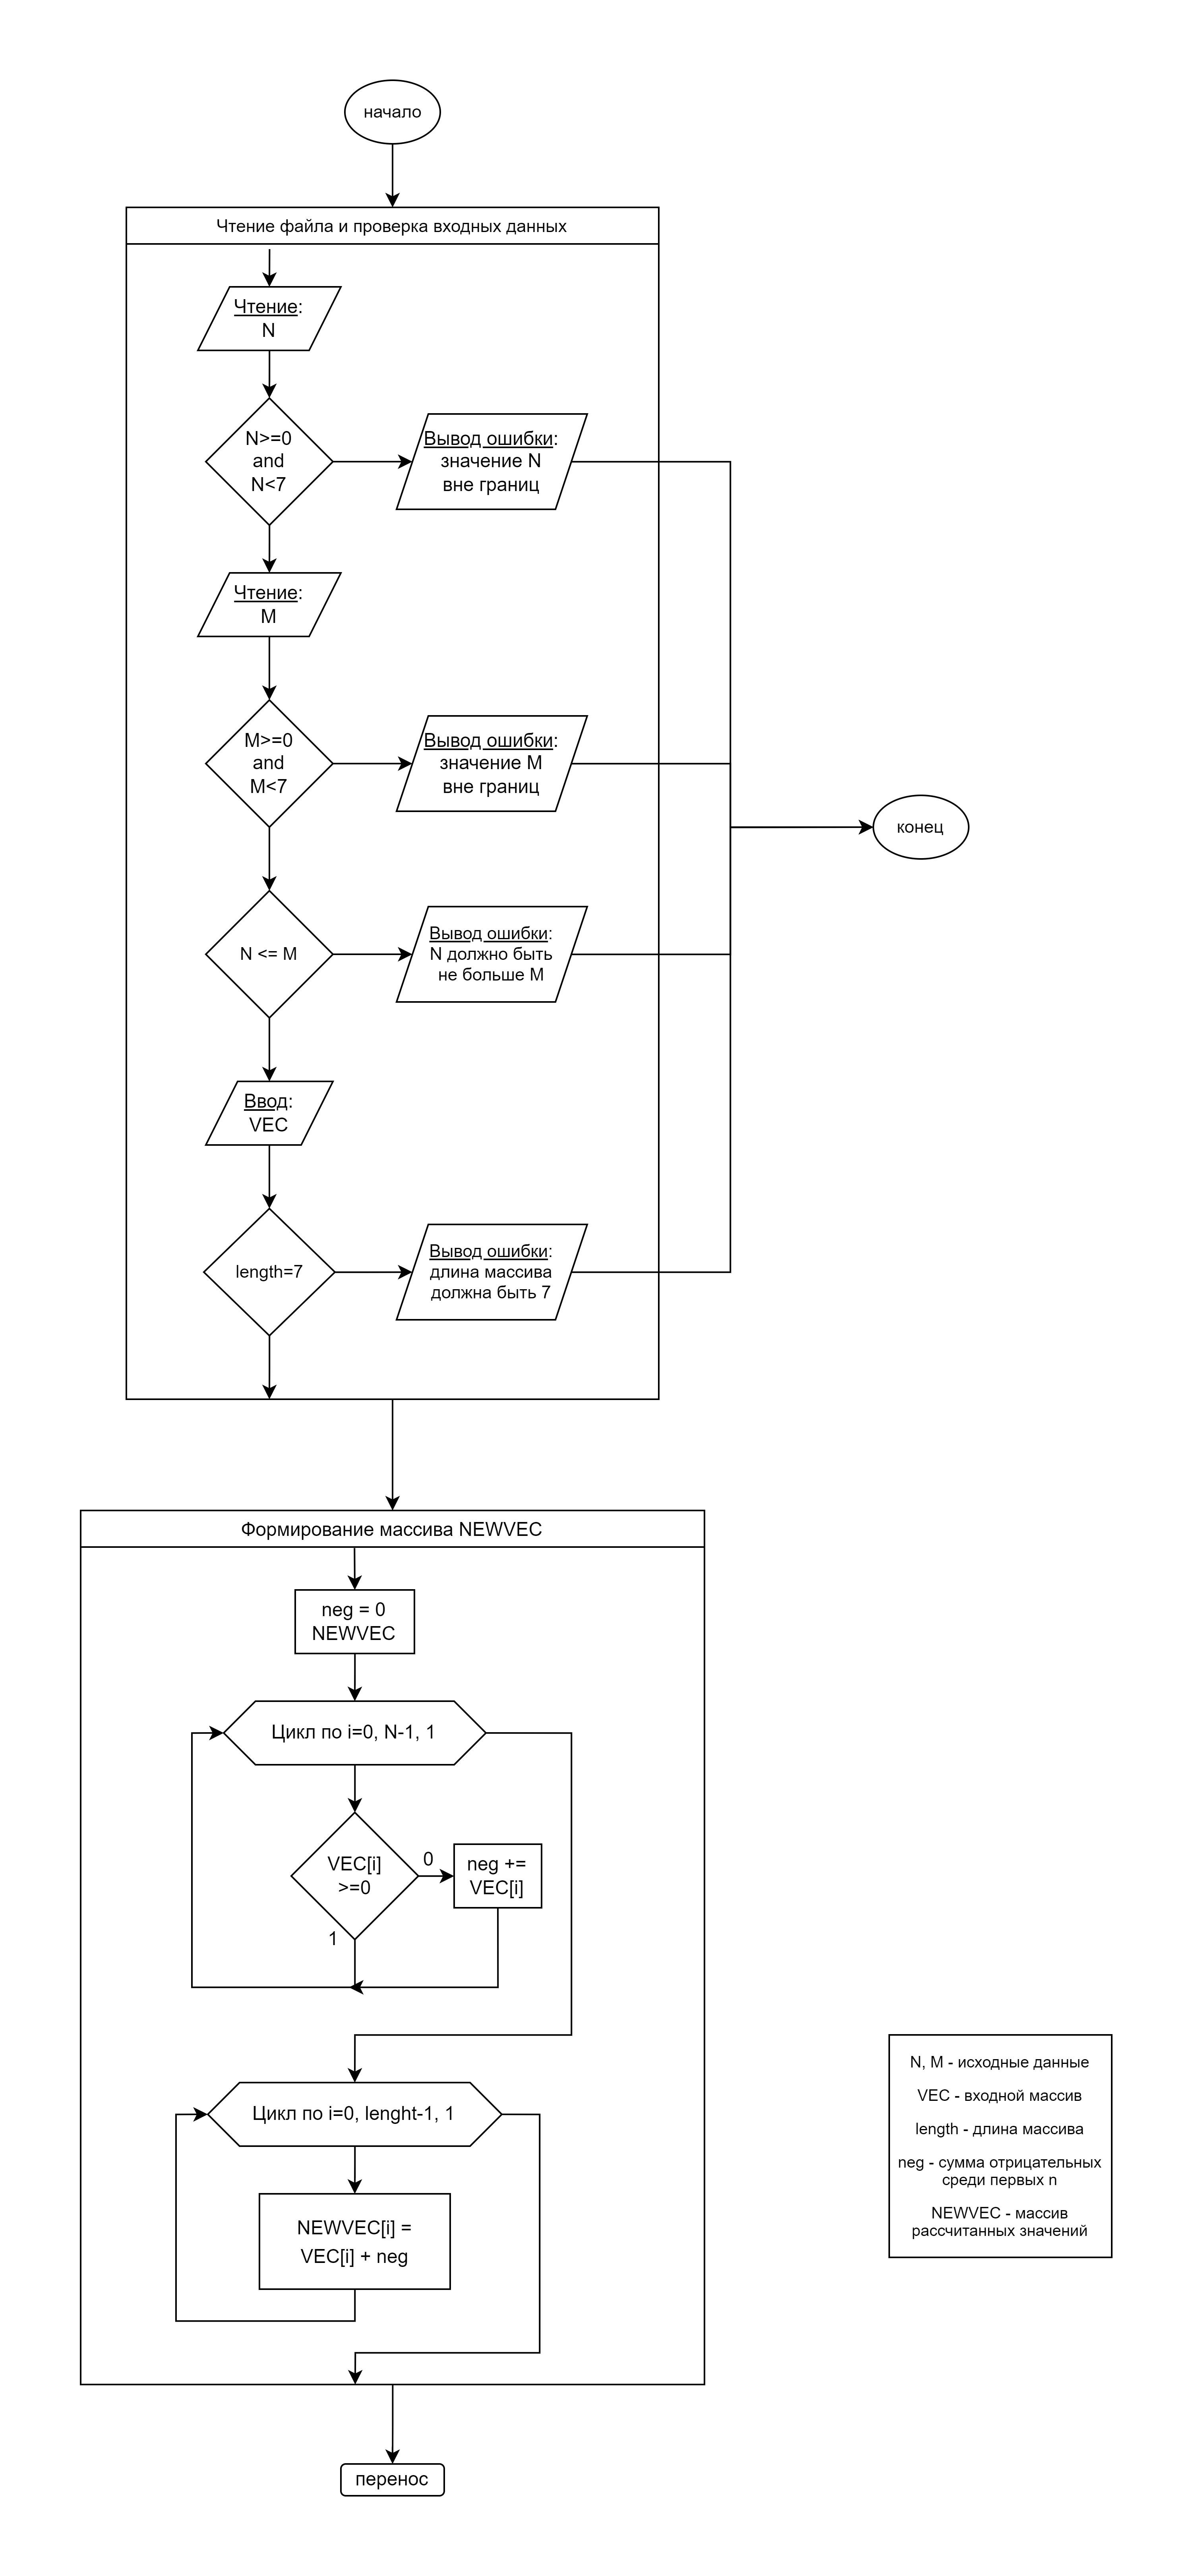 начало
Чтение файла и проверка входных данных
Чтение:
N
N>=0
and
N<7
Вывод ошибки:
значение N
вне границ
Чтение:
M
M>=0
and
M<7
Вывод ошибки:
значение M
вне границ
конец
N <= M
Вывод ошибки:
N должно быть
не больше M
Ввод:
VEC
length=7
Вывод ошибки:
длина массива
должна быть 7
Формирование массива NEWVEC
neg = 0
NEWVEC
Цикл по i=0, N-1, 1
VEC[i]
>=0
0
neg +=
VEC[i]
1
Цикл по i=0, lenght-1, 1
NEWVEC[i] =
VEC[i] + neg
N, M - исходные данные
VEC - входной массив
length - длина массива
neg - сумма отрицательных
среди первых n
NEWVEC - массив
рассчитанных значений
перенос